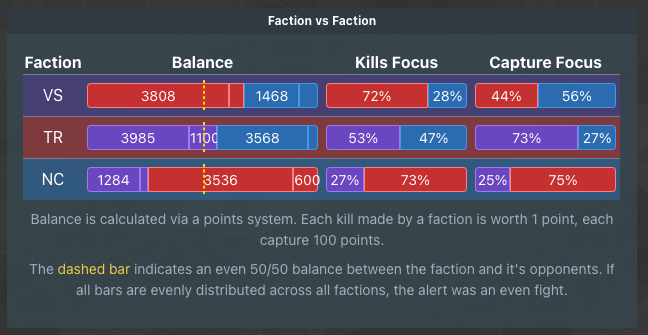 Faction vs Faction
Faction Balance Kills Focus Capture Focus
VS 3808 1468 72% 28% 44% 56%
TR 3985 1100 3568 53% 47% 73% 27%
NC 1284 3536 600 27% 73% 25% 75%
Balance is calculated via a points system. Each kill made by a faction is worth 1 point, each
capture 100 points.
The dashed bar indicates an even 50/50 balance between the faction and it's opponents. If
all bars are evenly distributed across all factions, the alert was an even fight.